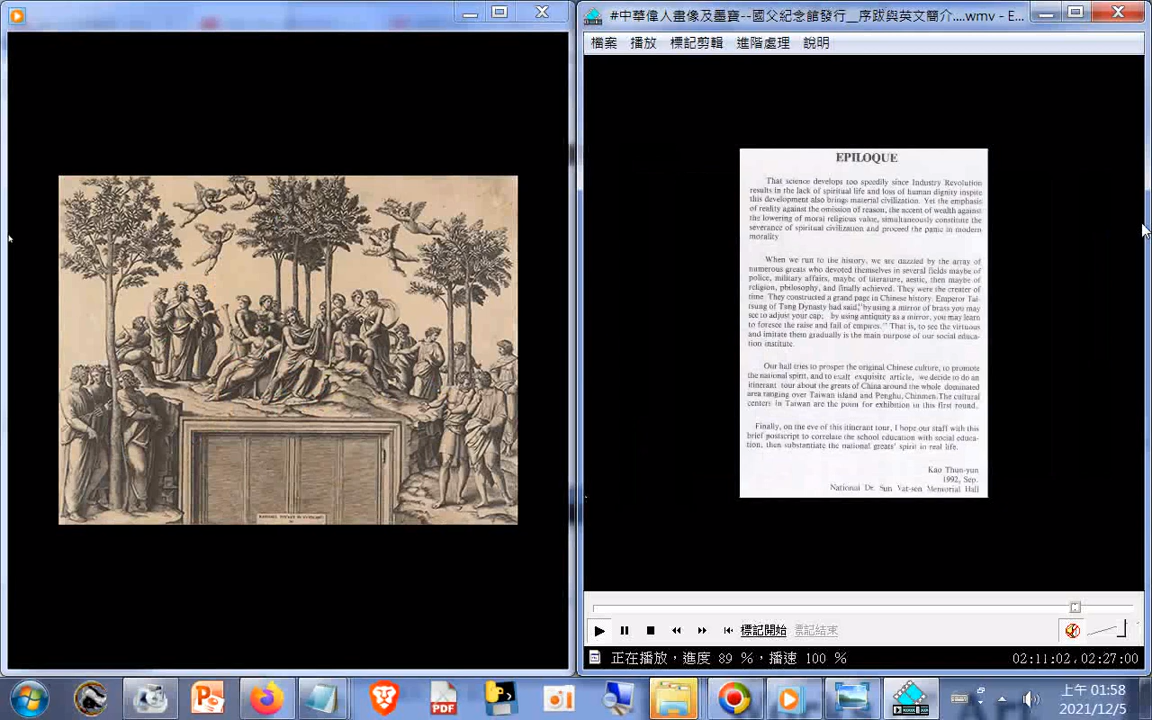 #中華偉人畫像及墨寶--國父紀念館發行__序跋與英文簡介....wmv - E...
檔案 播放 標記剪輯 進階處理 說明
EPILOQUE
That science develops too speedily since Industry Revolution
results in the lack of spiritual life and loss of human dignity inspite
this development also brings material civilization. Yet the emphasis
of reality against the omission of reason, the accent of wealth against
the lowering of moral religious value, simultaneously constitute the
severance of spiritual civilization and proceed the panic in modern
morality.
When we run to the history, we are dazzled by the array of
numerous greats who devoted themselves in several fields maybe of
police, military affairs, maybe of literature, aestic, then maybe of
religion, philosophy, and finally achieved. They were the creater of
time. They constructed a grand page in Chinese history. Emperor Tai-
tsung of Tang Dynasty had said,"by using a mirror of brass you may
see to adjust your cap; by using antiquity as a mirror, you may learn
to foresee the raise and fall of empires." That is, to see the virtuous
and imitate them gradually is the main purpose of our social educa-
tion institute.
Our hall tries to prosper the original Chinese culture, to promote
the national spirit, and to exalt exquisite article, we decide to do an
itinerant tour about the greats of China around the whole dominated
area ranging over Taiwan island and Penghu, Chinmen.The cultural
centers in Taiwan are the point for exhibition in this first round.
Finally, on the eve of this itinerant tour, I hope our staff with this
brief postscript to correlate the school education with social educa-
tion, then substantiate the national greats' spirit in real life.
Kao Thun-yun
1992, Sep.
National Dr. Sun Yat-sen Memorial Hall
標記開始 標記結束
正在播放，進度 89 %，播速 100 %
02:11:02/02:27:00
PDF
上午 01:58
2021/12/5